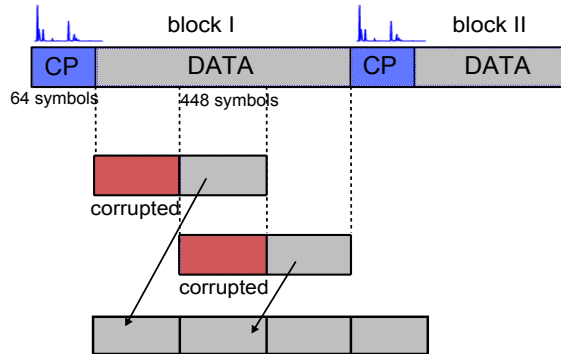 block I
block II
CP
DATA
CP
DATA
64 symbols
448 symbols
corrupted
corrupted